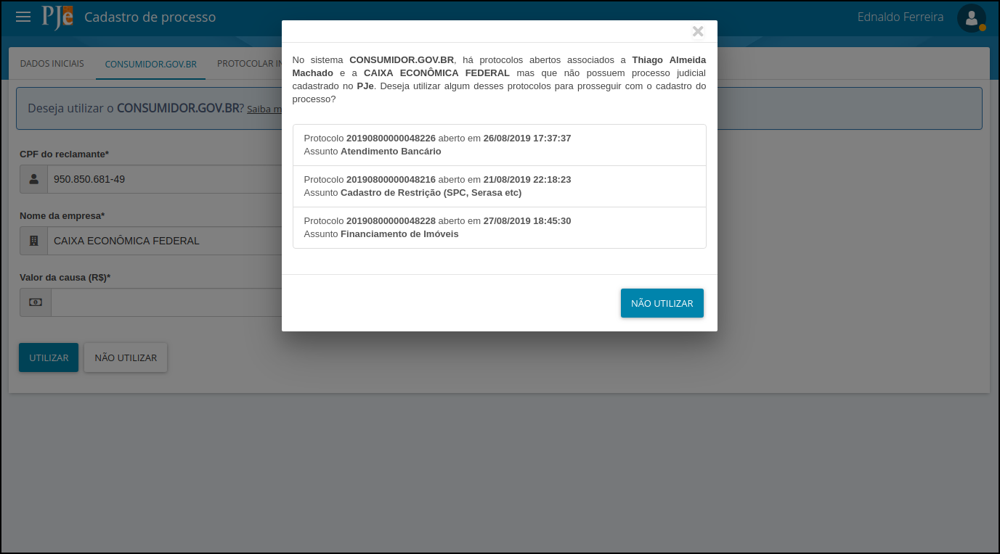 PJe Cadastro de processo
Ednaldo Ferreira
DADOS INICIAIS CONSUMIDOR.GOV.BR PROTOCOLAR IN
Deseja utilizar o CONSUMIDOR.GOV.BR? Saiba m
CPF do reclamante*
950.850.681-49
Nome da empresa*
CAIXA ECONÔMICA FEDERAL
Valor da causa (R$)*
UTILIZAR NÃO UTILIZAR
No sistema CONSUMIDOR.GOV.BR, há protocolos abertos associados a Thiago Almeida
Machado e a CAIXA ECONÔMICA FEDERAL mas que não possuem processo judicial
cadastrado no PJe. Deseja utilizar algum desses protocolos para prosseguir com o cadastro do
processo?
Protocolo 20190800000048226 aberto em 26/08/2019 17:37:37
Assunto Atendimento Bancário
Protocolo 20190800000048216 aberto em 21/08/2019 22:18:23
Assunto Cadastro de Restrição (SPC, Serasa etc)
Protocolo 20190800000048228 aberto em 27/08/2019 18:45:30
Assunto Financiamento de Imóveis
NÃO UTILIZAR